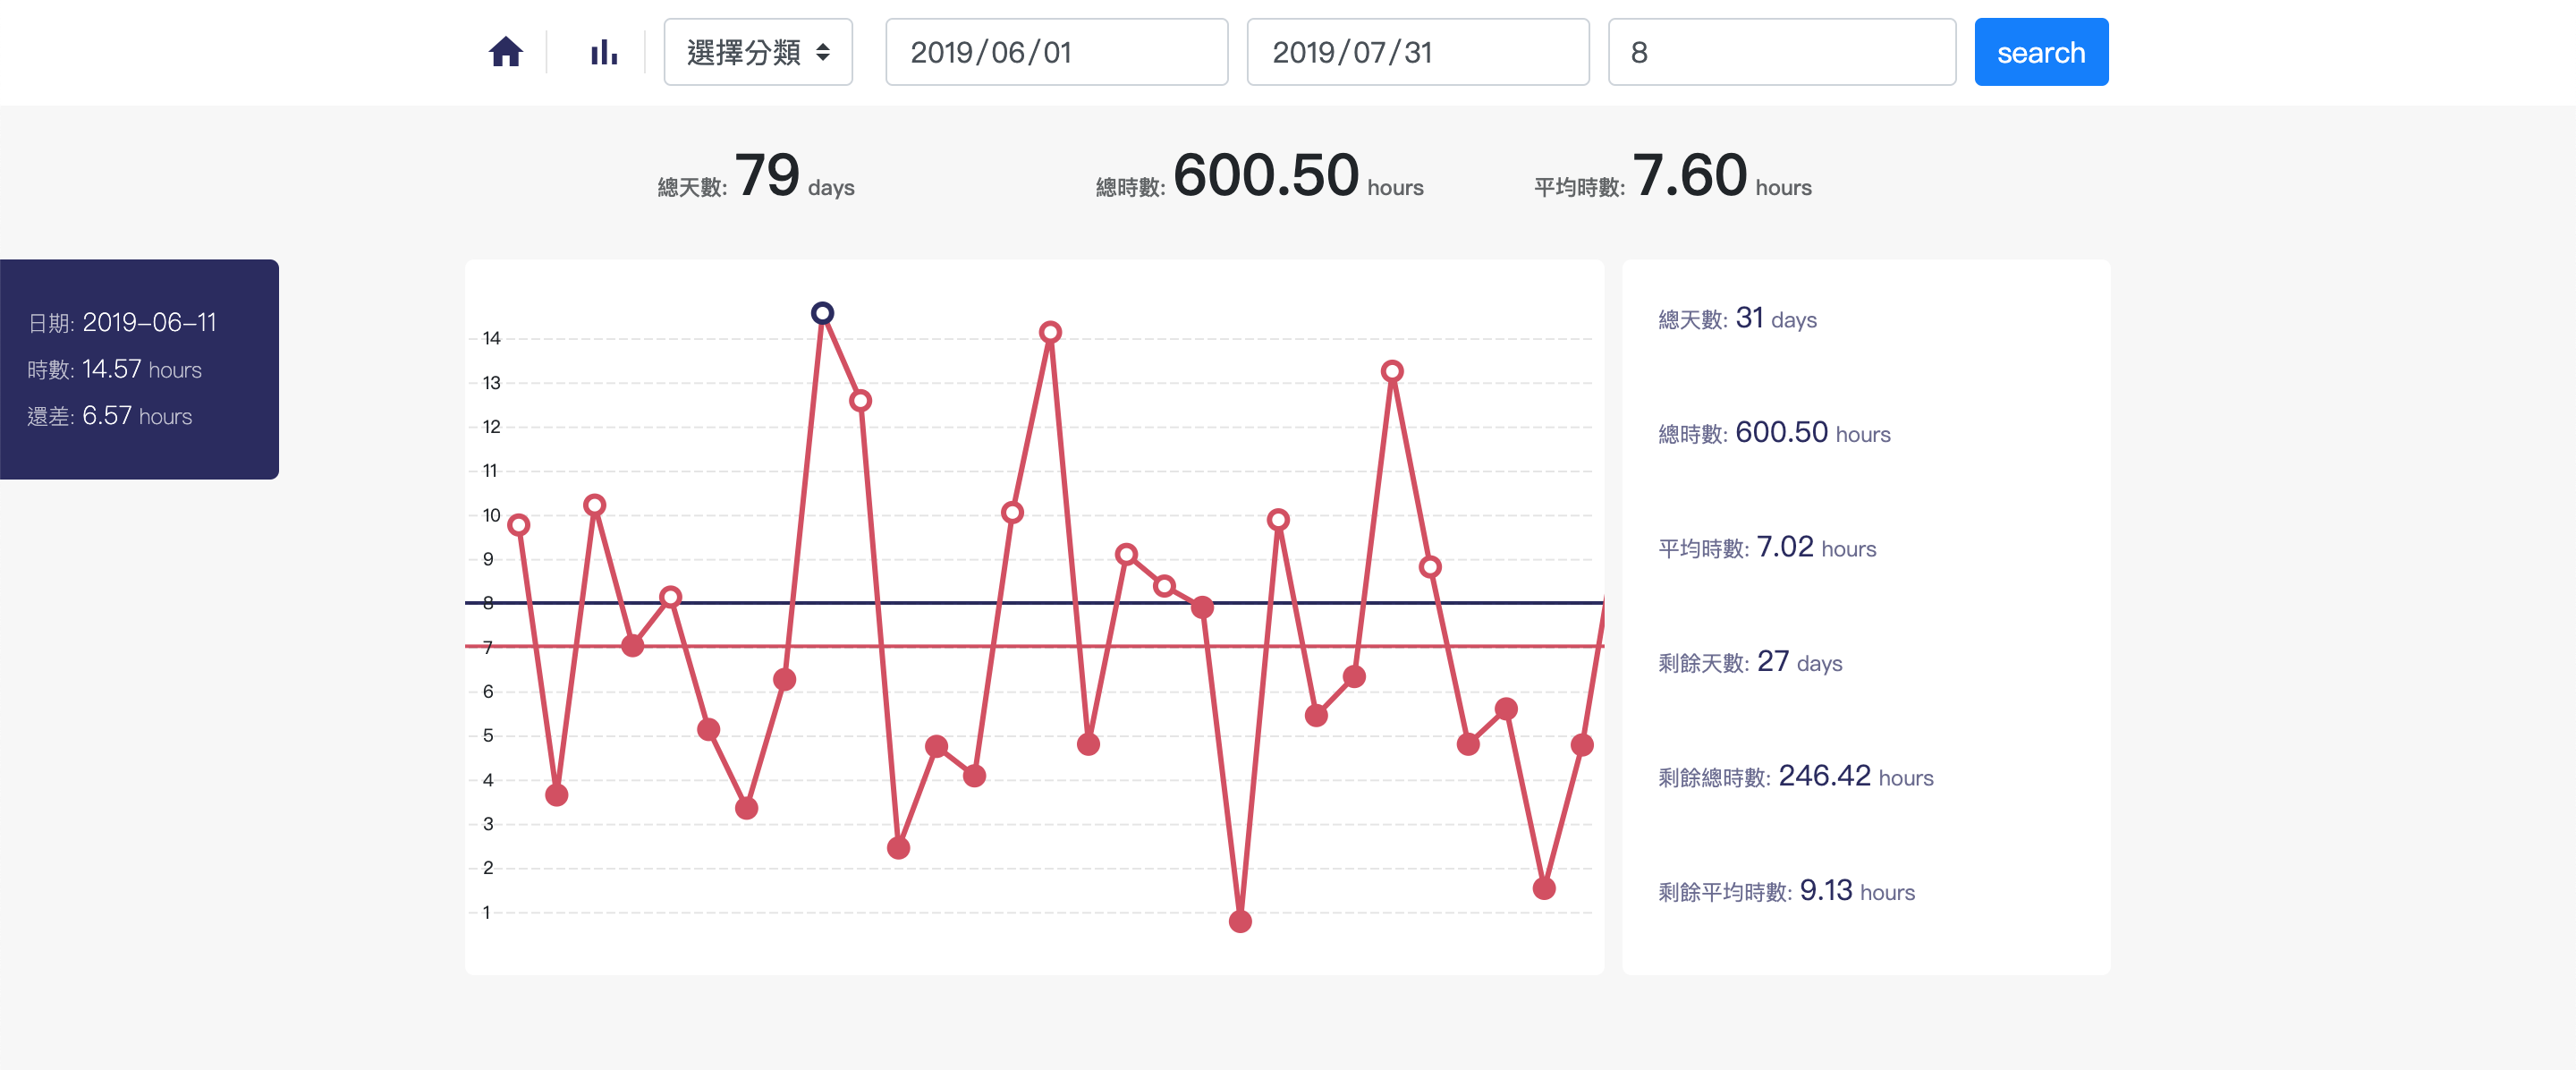 選擇分類 2019/06/01 2019/07/31 8 search
總天數: 79 days 總時數: 600.50 hours 平均時數: 7.60 hours
日期: 2019-06-11
時數: 14.57 hours
還差: 6.57 hours
14
13
12
11
10
9
8
7
6
5
4
3
2
1
總天數: 31 days
總時數: 600.50 hours
平均時數: 7.02 hours
剩餘天數: 27 days
剩餘總時數: 246.42 hours
剩餘平均時數: 9.13 hours